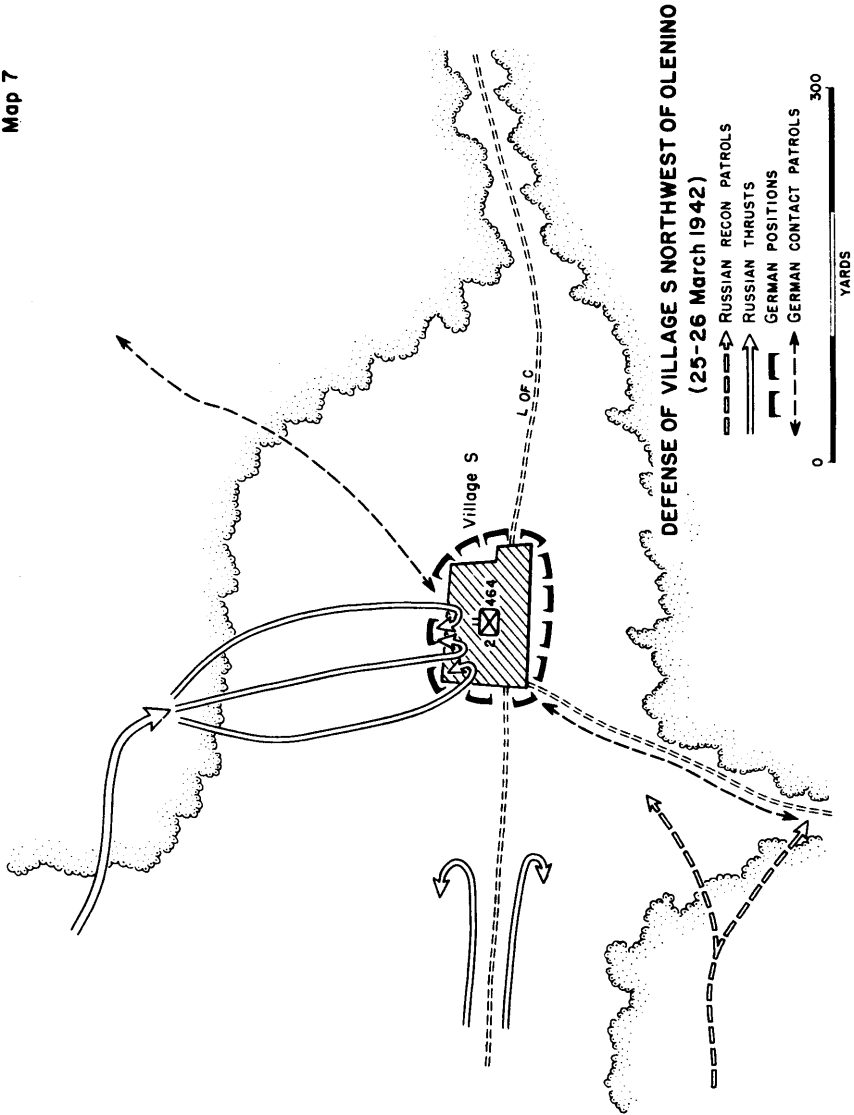 Map 7
L OF C
Village S
2 464
DEFENSE OF VILLAGE S NORTHWEST OF OLENINO
(25-26 March 1942)
RUSSIAN RECON PATROLS
RUSSIAN THRUSTS
GERMAN POSITIONS
GERMAN CONTACT PATROLS
0 300
YARDS